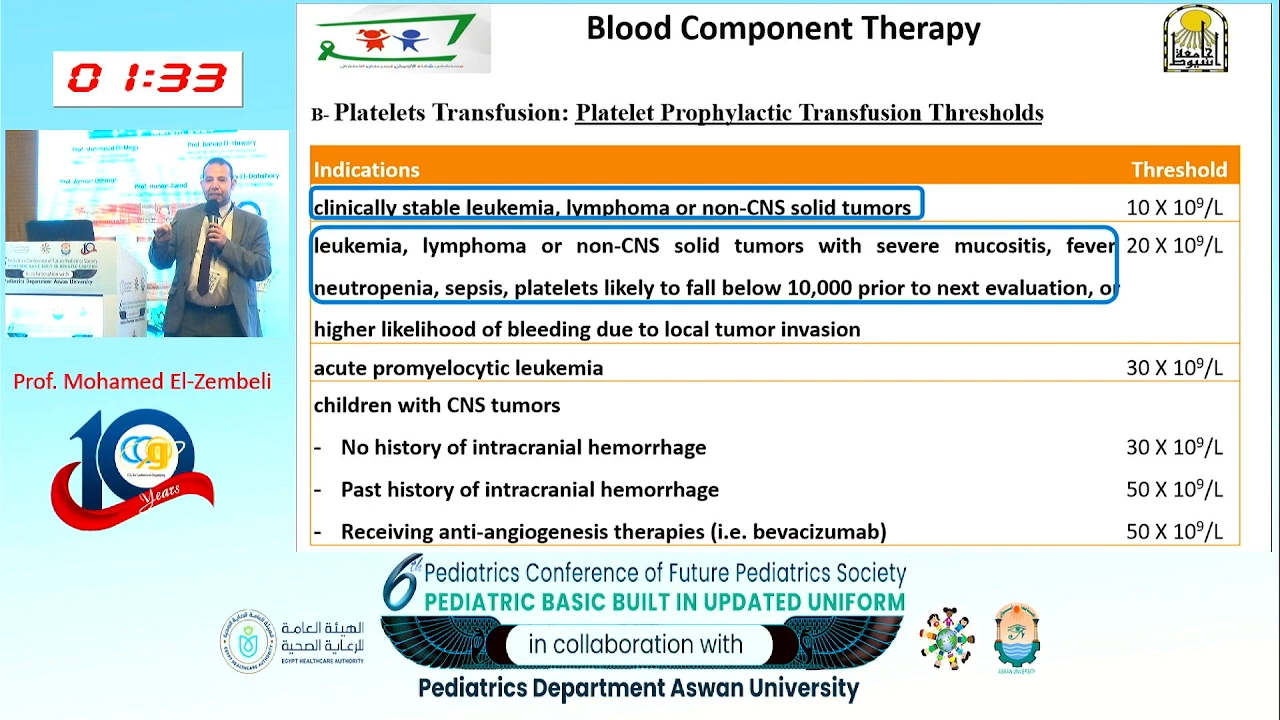 01:33
Blood Component Therapy
B- Platelets Transfusion: Platelet Prophylactic Transfusion Thresholds
Indications Threshold
clinically stable leukemia, lymphoma or non-CNS solid tumors 10 X 10⁹/L
leukemia, lymphoma or non-CNS solid tumors with severe mucositis, fever 20 X 10⁹/L
neutropenia, sepsis, platelets likely to fall below 10,000 prior to next evaluation, or
higher likelihood of bleeding due to local tumor invasion
acute promyelocytic leukemia 30 X 10⁹/L
children with CNS tumors
- No history of intracranial hemorrhage 30 X 10⁹/L
- Past history of intracranial hemorrhage 50 X 10⁹/L
- Receiving anti-angiogenesis therapies (i.e. bevacizumab) 50 X 10⁹/L
Pediatrics Department Aswan University
Prof. Mohamed El-Zembeli
10
Years
6th Pediatrics Conference of Future Pediatrics Society
PEDIATRIC BASIC BUILT IN UPDATED UNIFORM
in collaboration with
Pediatrics Department Aswan University
الهيئة العامة
للرعاية الصحية
EGYPT HEALTHCARE AUTHORITY
ASWAN UNIVERSITY